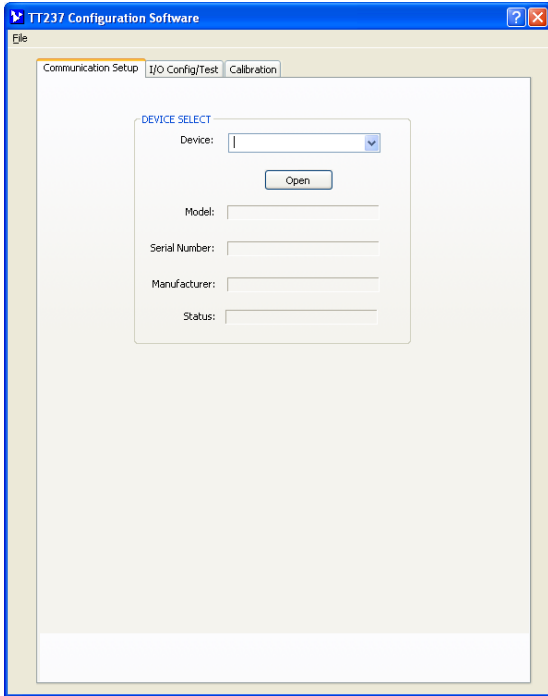 TT237 Configuration Software
File
Communication Setup I/O Config/Test Calibration
DEVICE SELECT
Device:
Open
Model:
Serial Number:
Manufacturer:
Status: